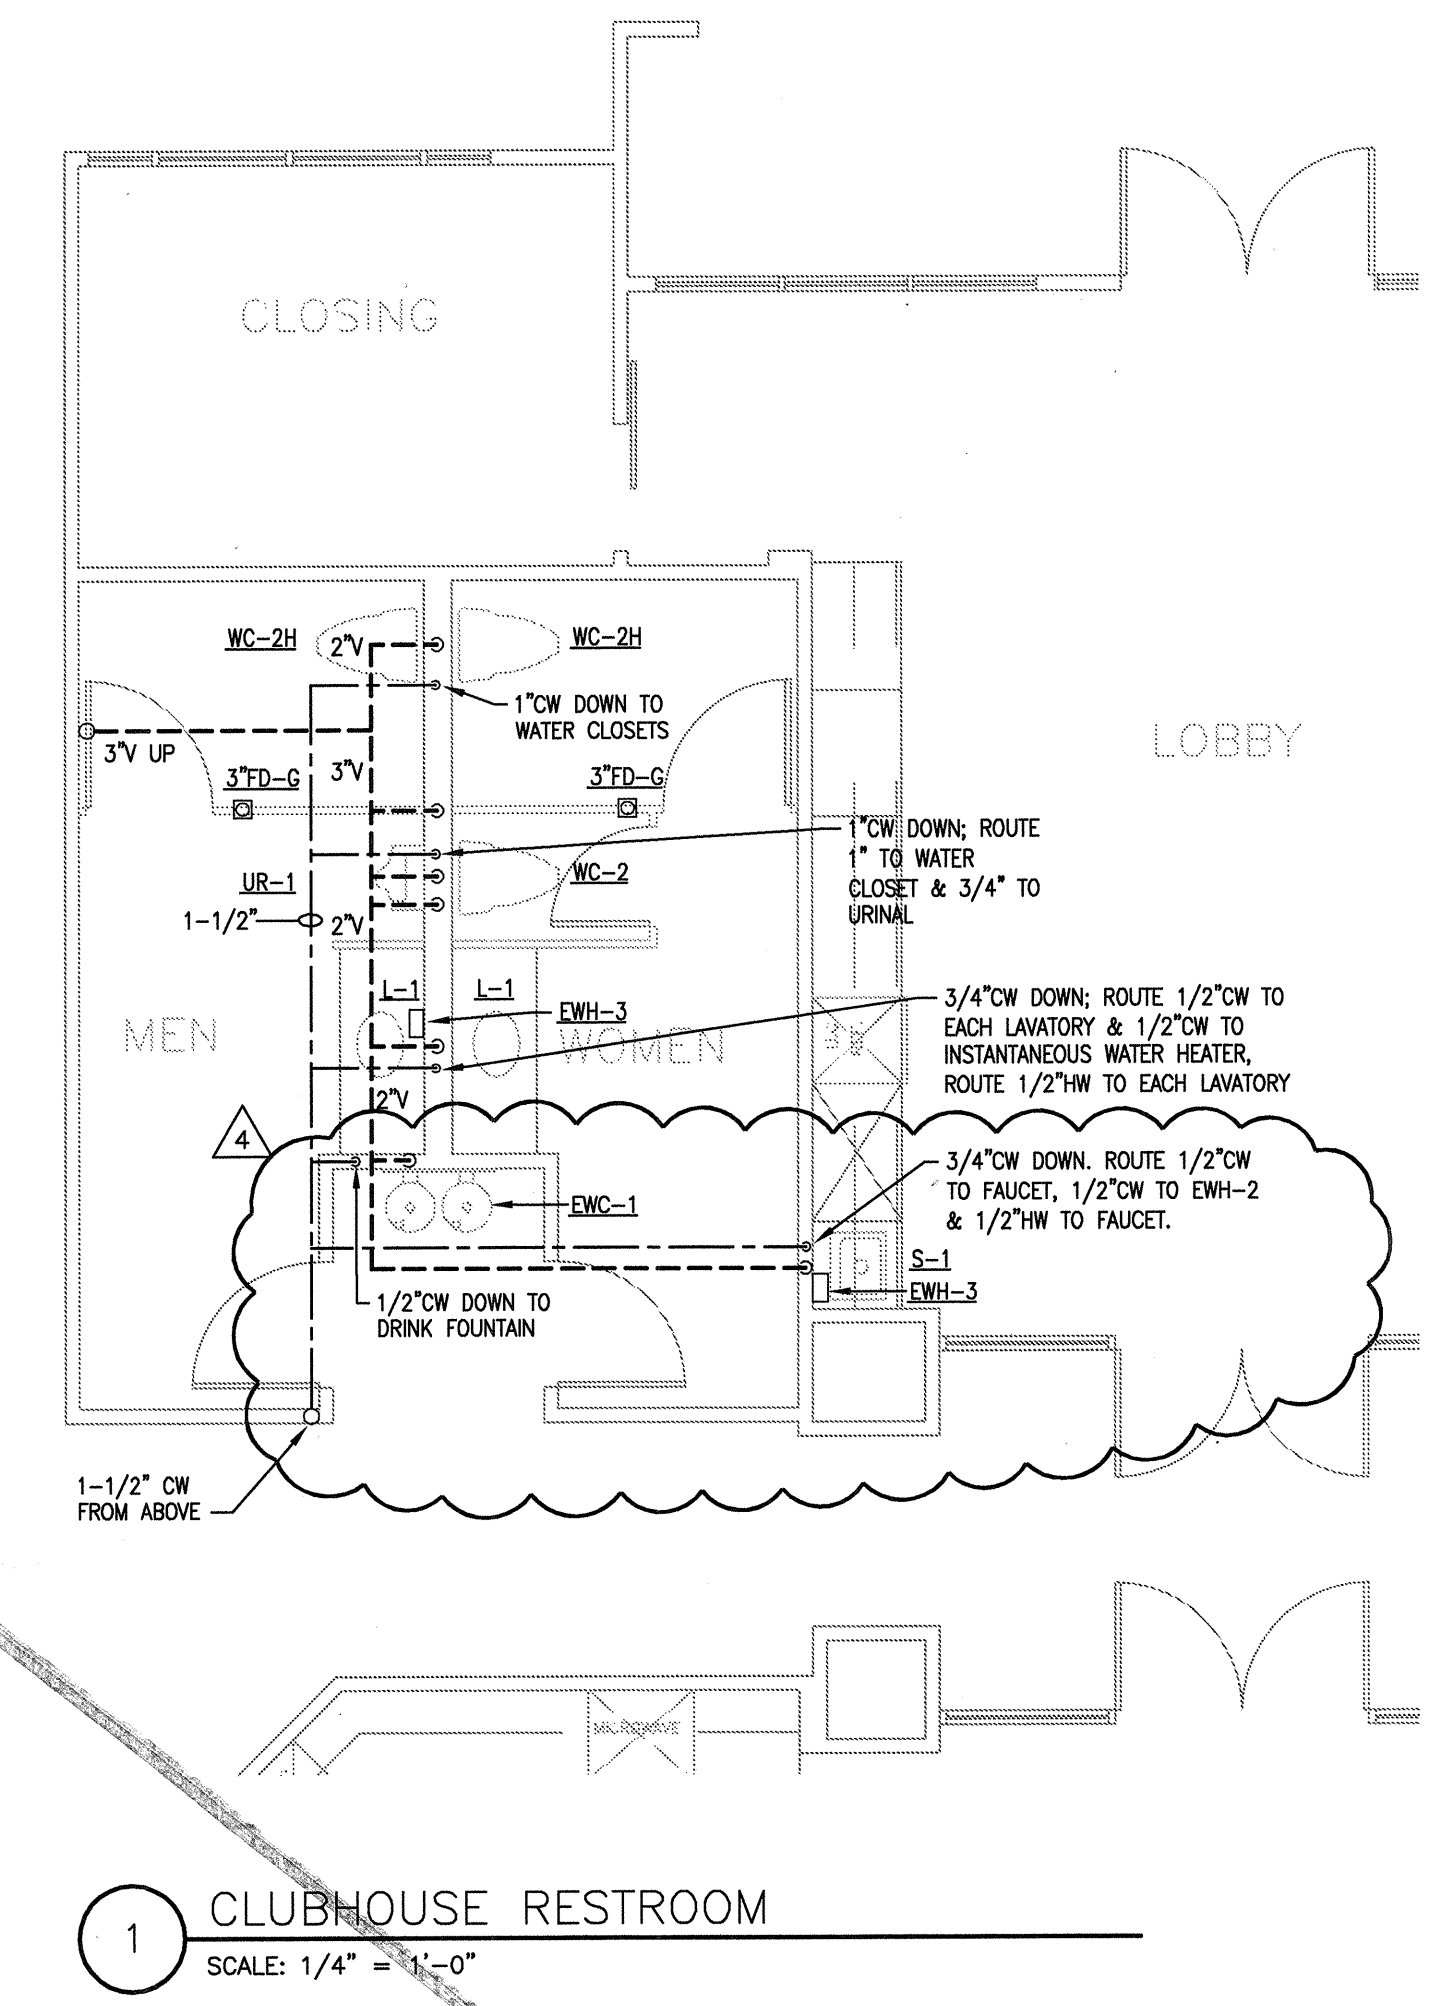 CLOSING
WC-2H
2"V
WC-2H
1"CW DOWN TO
WATER CLOSETS
3"V UP
3"V
3"FD-G
3"FD-G
LOBBY
1"CW DOWN; ROUTE
1" TO WATER
CLOSET & 3/4" TO
URINAL
UR-1
WC-2
1-1/2"
2"V
L-1
L-1
EWH-3
MEN
WOMEN
3/4"CW DOWN; ROUTE 1/2"CW TO
EACH LAVATORY & 1/2"CW TO
INSTANTANEOUS WATER HEATER,
ROUTE 1/2"HW TO EACH LAVATORY
2"V
4
3/4"CW DOWN. ROUTE 1/2"CW
TO FAUCET, 1/2"CW TO EWH-2
& 1/2"HW TO FAUCET.
EWC-1
S-1
EWH-3
1/2"CW DOWN TO
DRINK FOUNTAIN
1-1/2" CW
FROM ABOVE
MICROWAVE
1
CLUBHOUSE RESTROOM
SCALE: 1/4" = 1'-0"